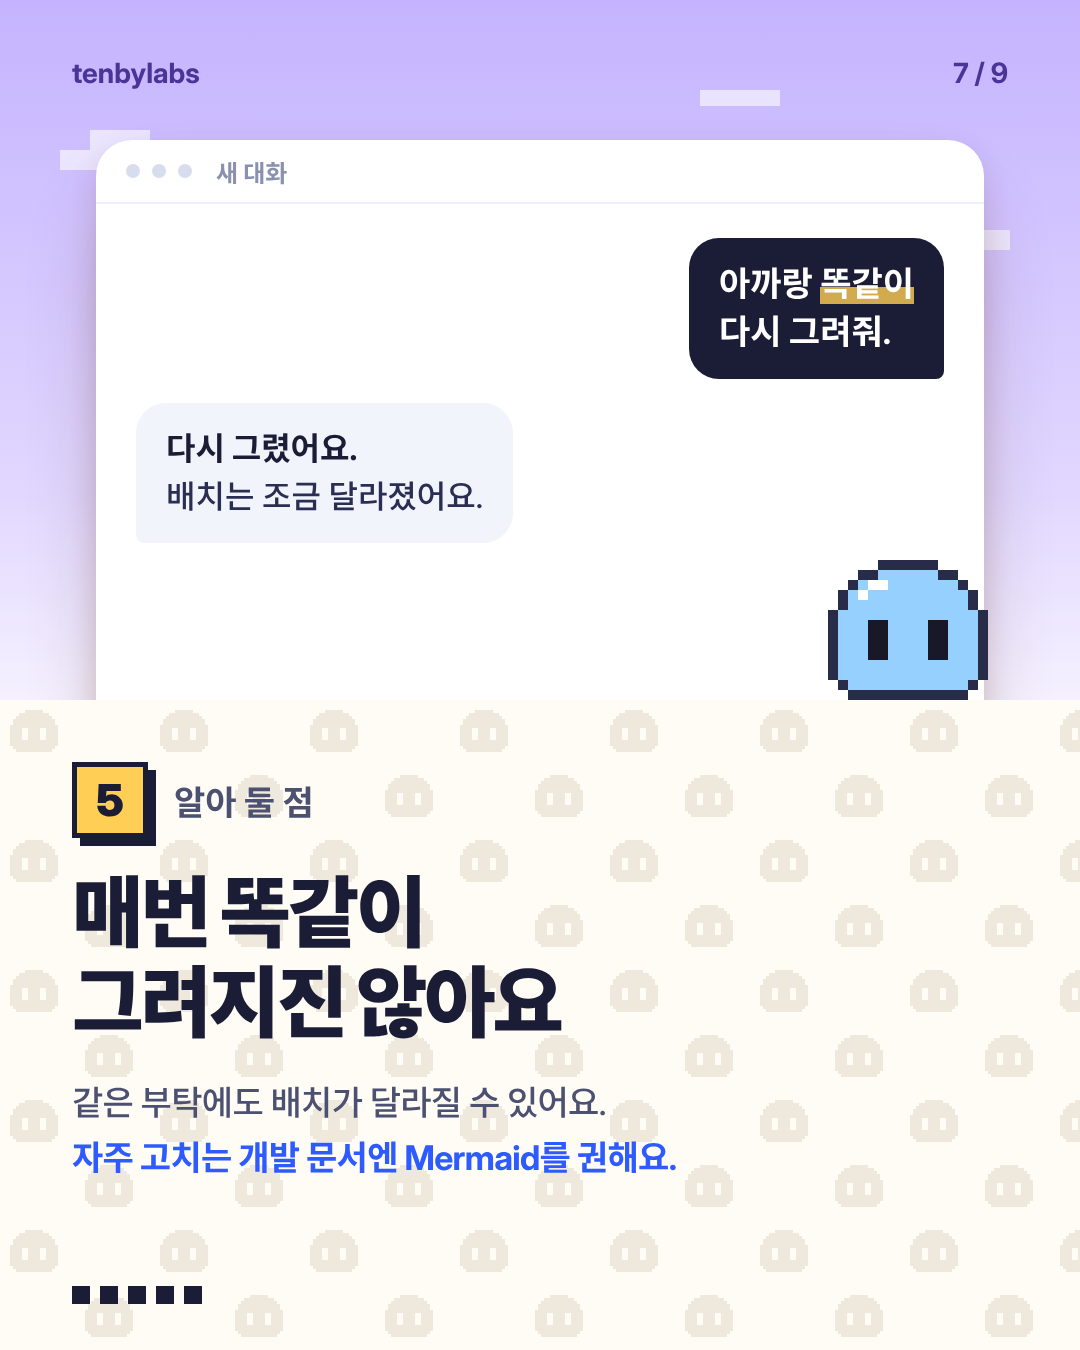 tenbylabs
7 / 9
새 대화
아까랑 똑같이
다시 그려줘.
다시 그렸어요.
배치는 조금 달라졌어요.
5
알아 둘 점
매번 똑같이
그려지진 않아요
같은 부탁에도 배치가 달라질 수 있어요.
자주 고치는 개발 문서엔 Mermaid를 권해요.